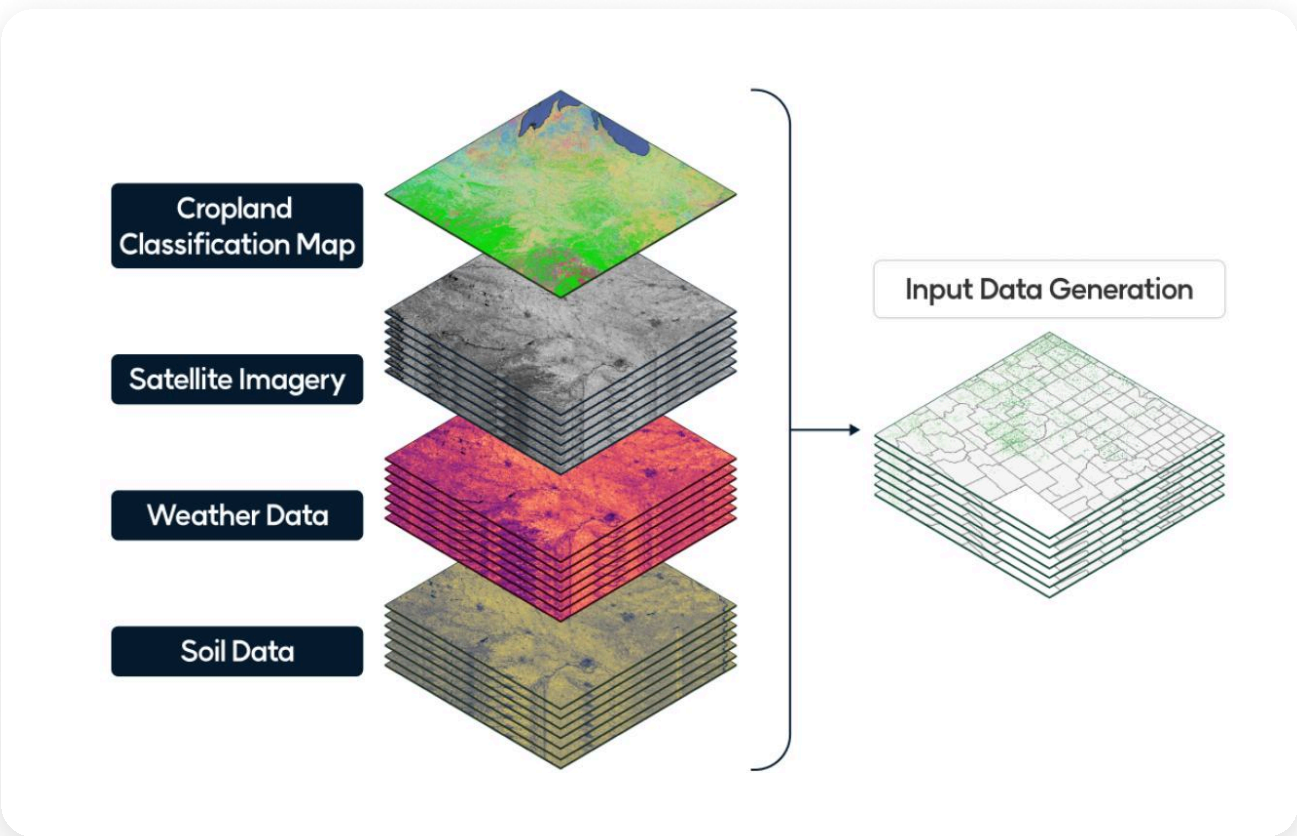 Cropland
Classification Map
Satellite Imagery
Weather Data
Soil Data
Input Data Generation